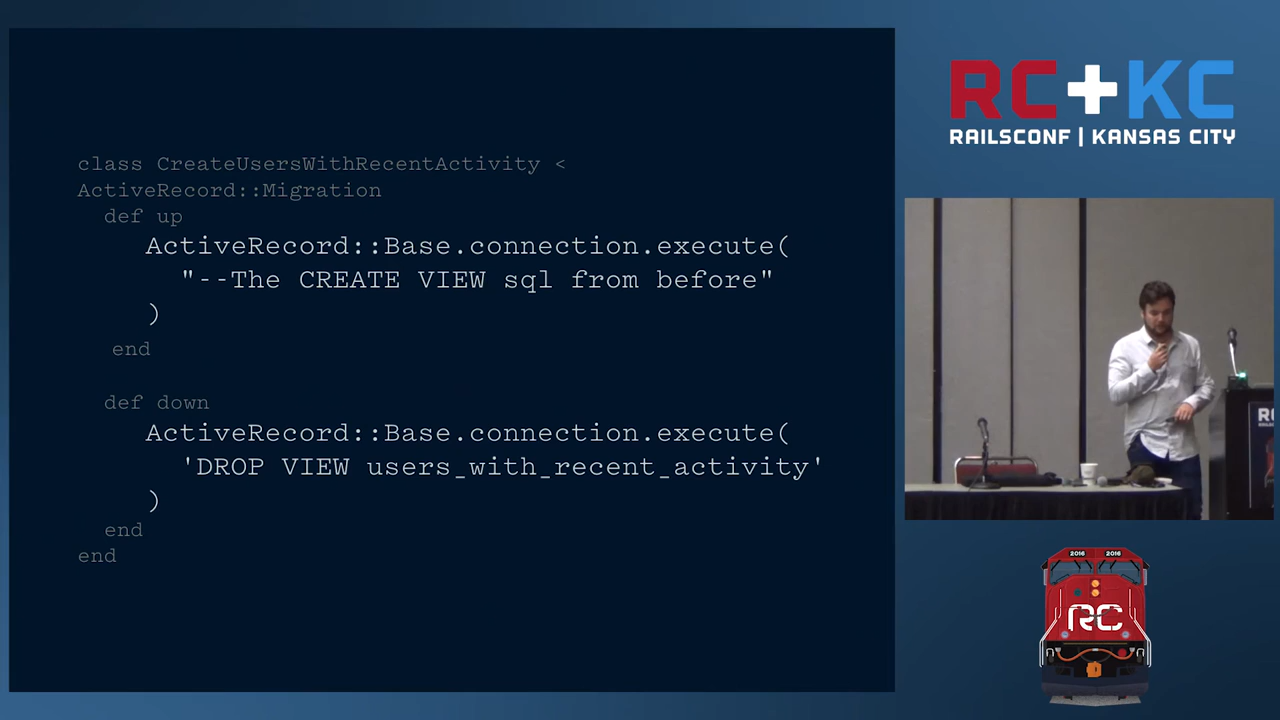 class CreateUsersWithRecentActivity <
ActiveRecord::Migration
def up
ActiveRecord::Base.connection.execute(
"--The CREATE VIEW sql from before"
)
end
def down
ActiveRecord::Base.connection.execute(
'DROP VIEW users_with_recent_activity'
)
end
end
RC+KC
RAILSCONF | KANSAS CITY
2016 2016
RC